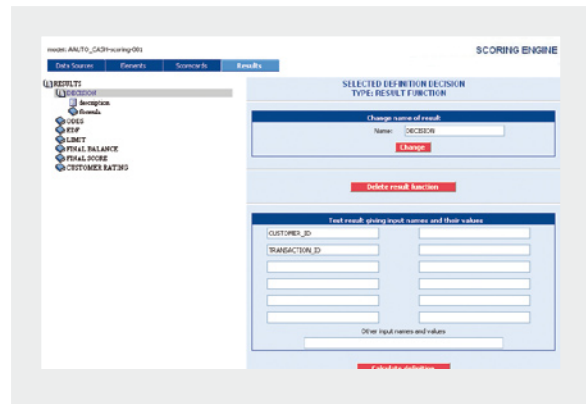 model: AAUTO_CASH-scoring-001
SCORING ENGINE
Data Sources Elements Scorecards Results
RESULTS
DECISION
description
formula
ODDS
EDF
LIMIT
FINAL BALANCE
FINAL SCORE
CUSTOMER RATING
SELECTED DEFINITION DECISION
TYPE: RESULT FUNCTION
Change name of result
Name: DECISION
Change
Delete result function
Test result giving input names and their values
CUSTOMER_ID
TRANSACTION_ID
Other input names and values
Calculate definition